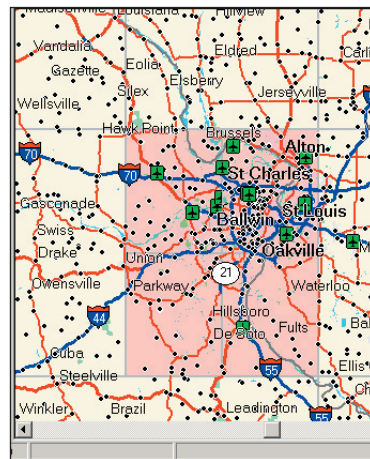 Louisiana
Hillview
Vandalia
Eldred
Gazette
Eolia
Elsberry
Wellsville
Silex
Jerseyville
Hawk Point
Brussels
Alton
70
70
St Charles
Gasconade
St Louis
Ballwin
Swiss
Drake
Oakville
Union
21
Owensville
Parkway
Waterloo
44
Hillsboro
Fults
De Soto
Cuba
55
Steelville
Winkler
Brazil
Leadington
55